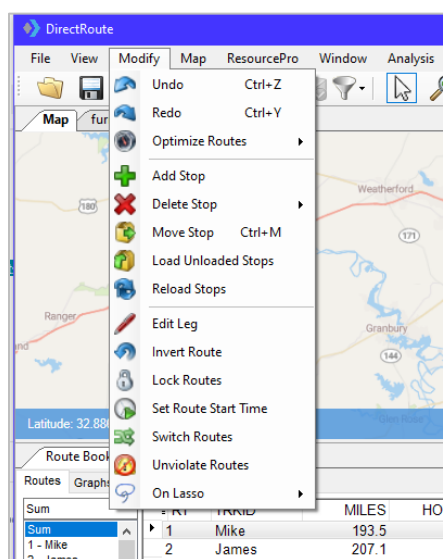 DirectRoute
File View Modify Map ResourcePro Window Analysis
Undo Ctrl+Z
Redo Ctrl+Y
Optimize Routes
Map fur
Add Stop
Delete Stop
Move Stop Ctrl+M
Load Unloaded Stops
Reload Stops
Edit Leg
Invert Route
Lock Routes
Set Route Start Time
Switch Routes
Unviolate Routes
On Lasso
Weatherford
180
171
Ranger
Granbury
144
Latitude: 32.88
Route Book
Routes Graphs
Sum
Sum
1 - Mike
MILES HO
1 Mike 193.5
2 James 207.1